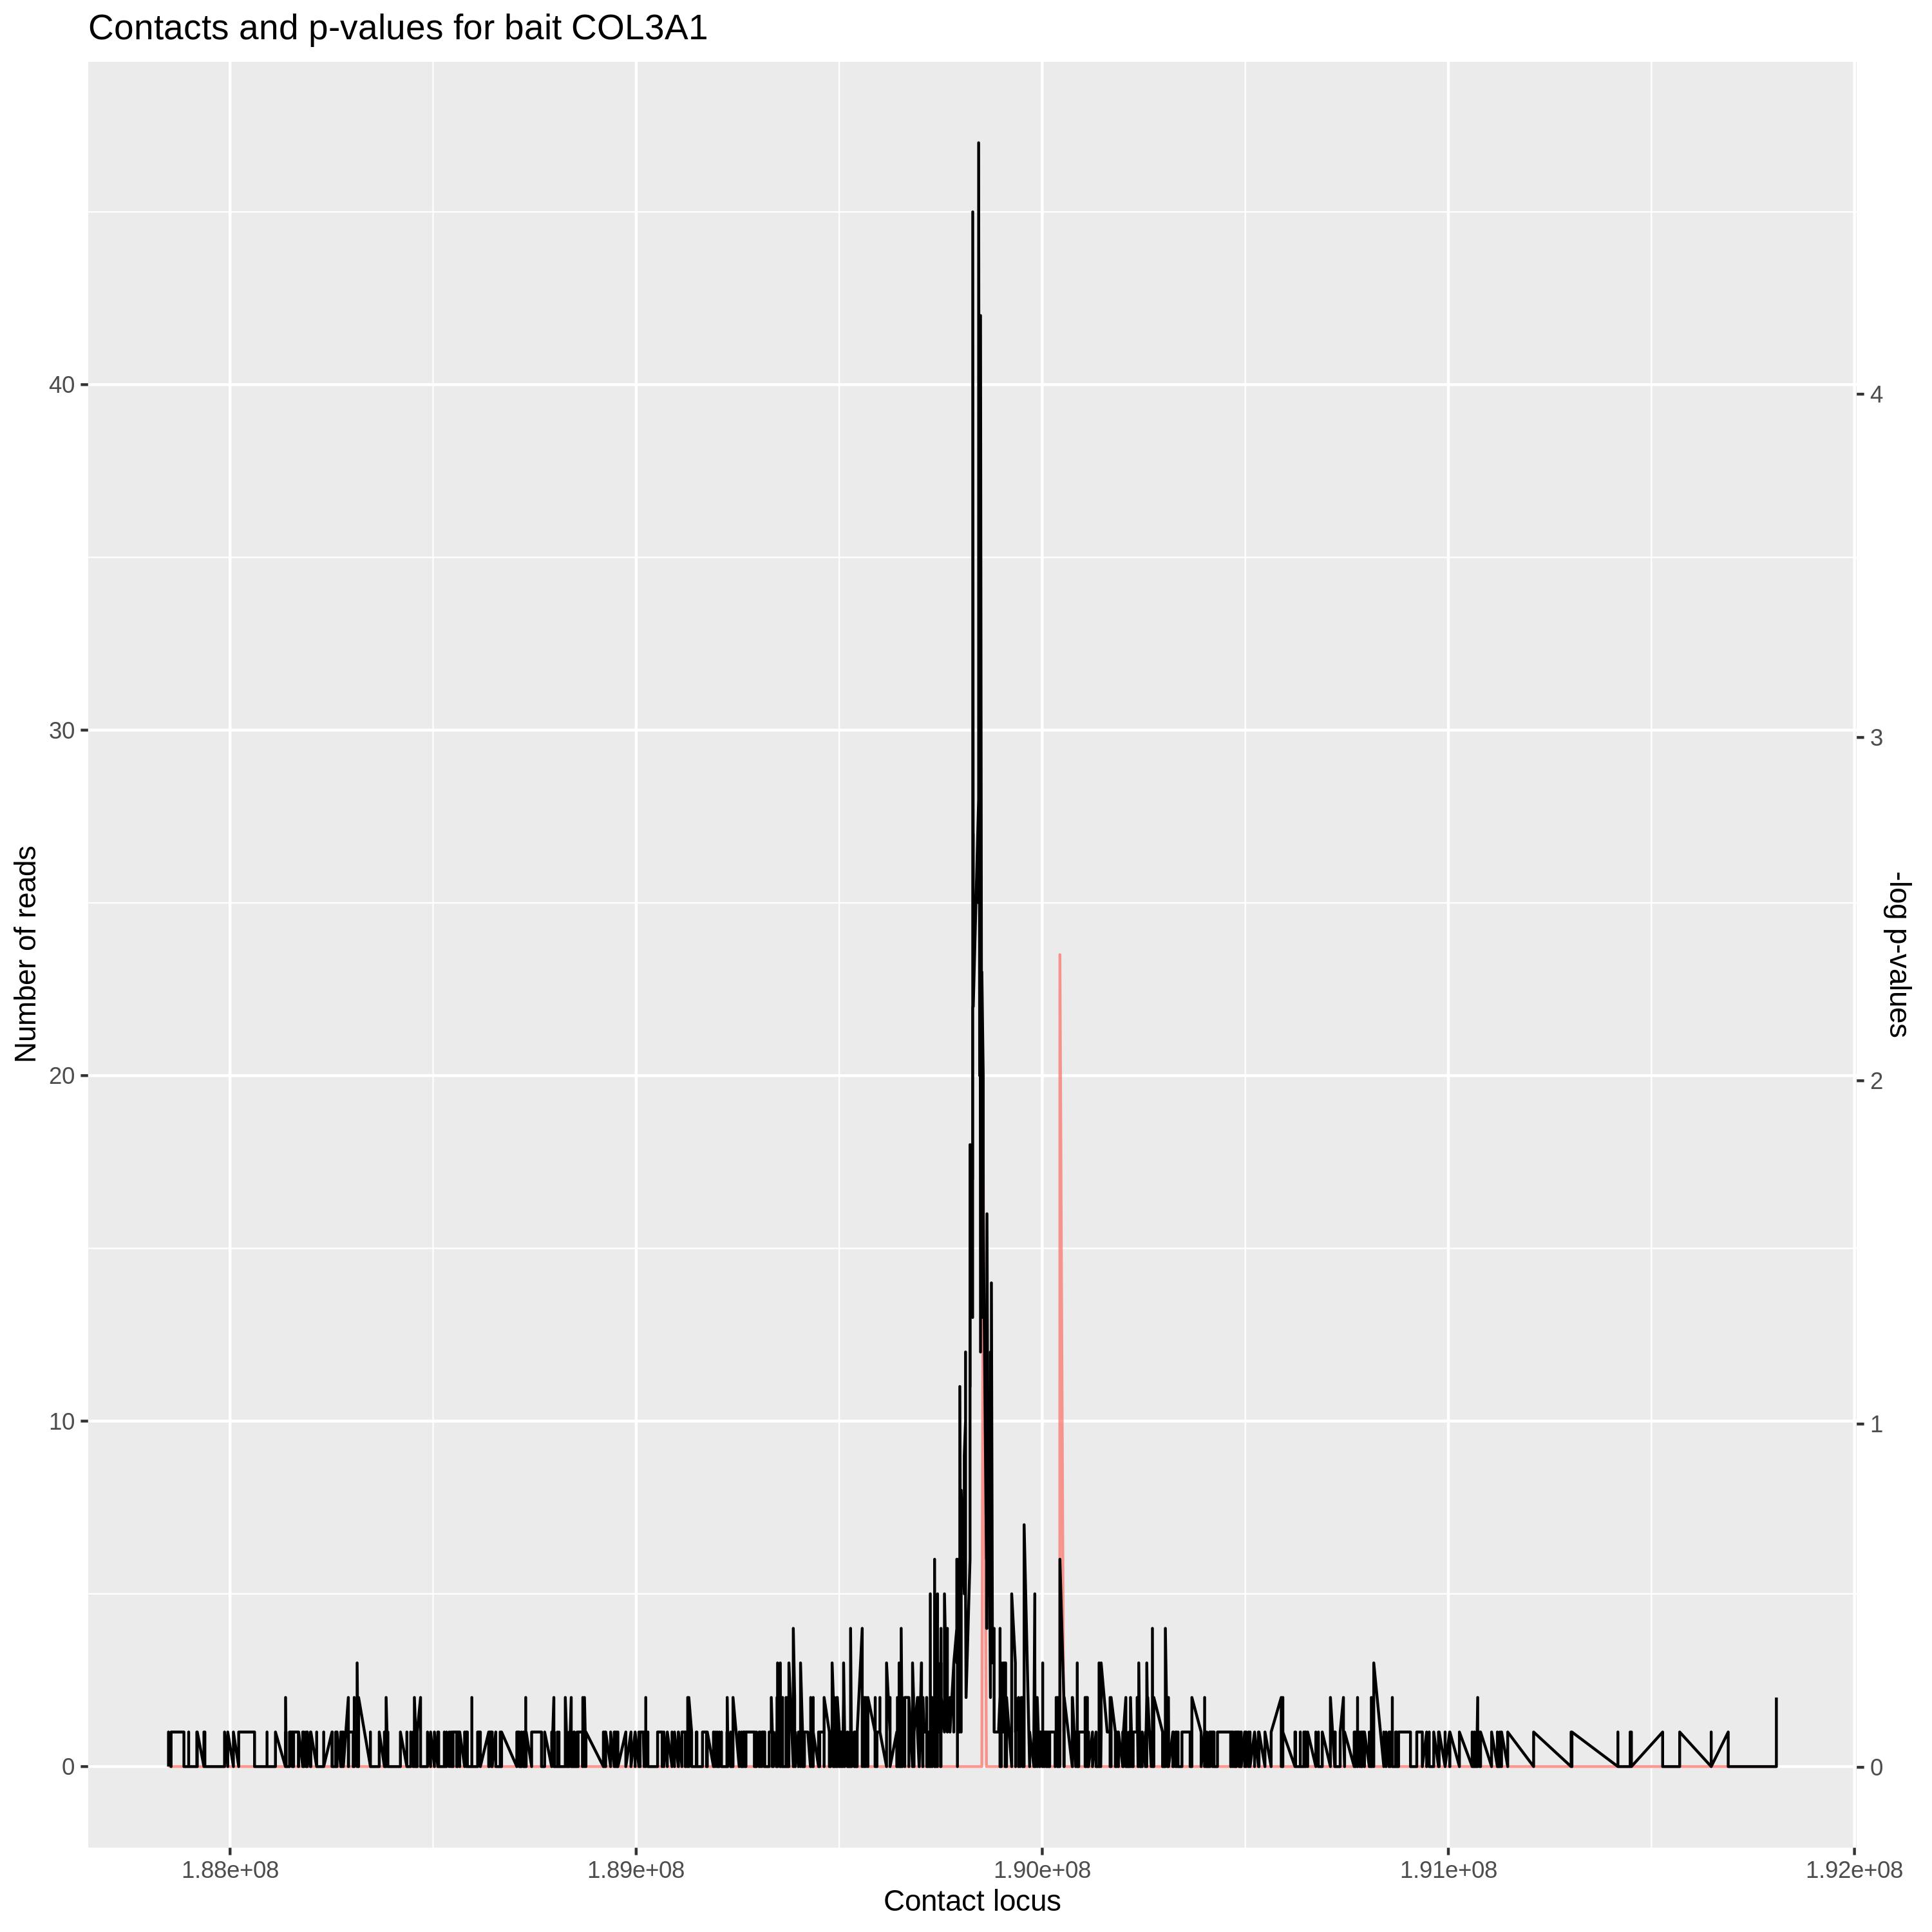 Contacts and p-values for bait COL3A1
Number of reads
40
30
20
10
0
4
3
2
1
0
-log p-values
1.88e+08
1.89e+08
1.90e+08
1.91e+08
1.92e+08
Contact locus